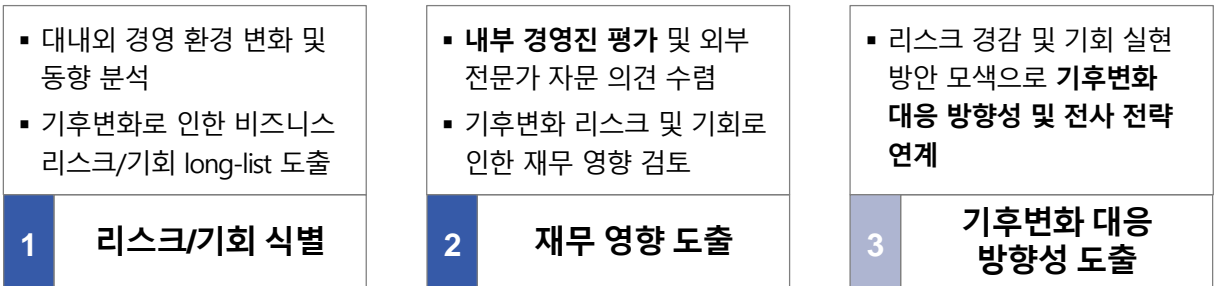 ▪ 대내외 경영 환경 변화 및
동향 분석
▪ 기후변화로 인한 비즈니스
리스크/기회 long-list 도출
1
리스크/기회 식별
▪ 내부 경영진 평가 및 외부
전문가 자문 의견 수렴
▪ 기후변화 리스크 및 기회로
인한 재무 영향 검토
2
재무 영향 도출
▪ 리스크 경감 및 기회 실현
방안 모색으로 기후변화
대응 방향성 및 전사 전략
연계
3
기후변화 대응
방향성 도출